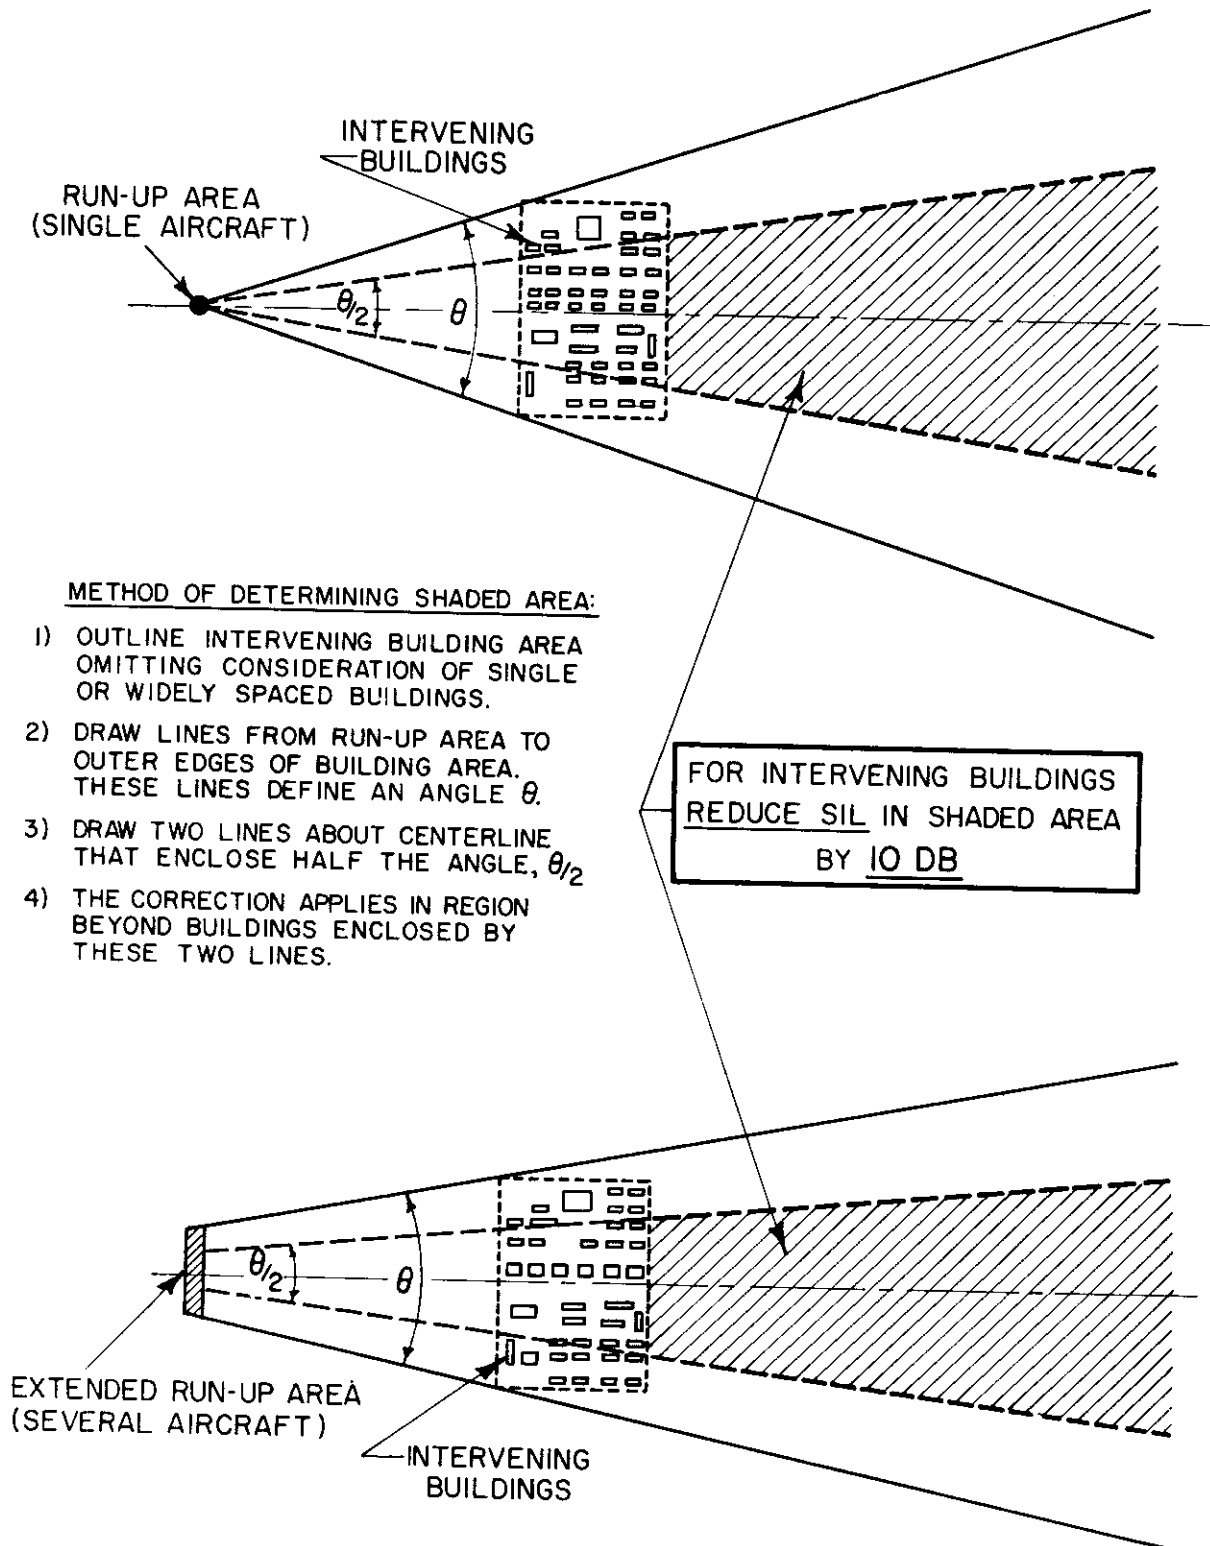 INTERVENING
BUILDINGS
RUN-UP AREA
(SINGLE AIRCRAFT)
θ/2
θ
METHOD OF DETERMINING SHADED AREA:
1) OUTLINE INTERVENING BUILDING AREA
OMITTING CONSIDERATION OF SINGLE
OR WIDELY SPACED BUILDINGS.
2) DRAW LINES FROM RUN-UP AREA TO
OUTER EDGES OF BUILDING AREA.
THESE LINES DEFINE AN ANGLE θ.
3) DRAW TWO LINES ABOUT CENTERLINE
THAT ENCLOSE HALF THE ANGLE, θ/2
4) THE CORRECTION APPLIES IN REGION
BEYOND BUILDINGS ENCLOSED BY
THESE TWO LINES.
FOR INTERVENING BUILDINGS
REDUCE SIL IN SHADED AREA
BY 10 DB
θ/2
θ
EXTENDED RUN-UP AREA
(SEVERAL AIRCRAFT)
INTERVENING
BUILDINGS